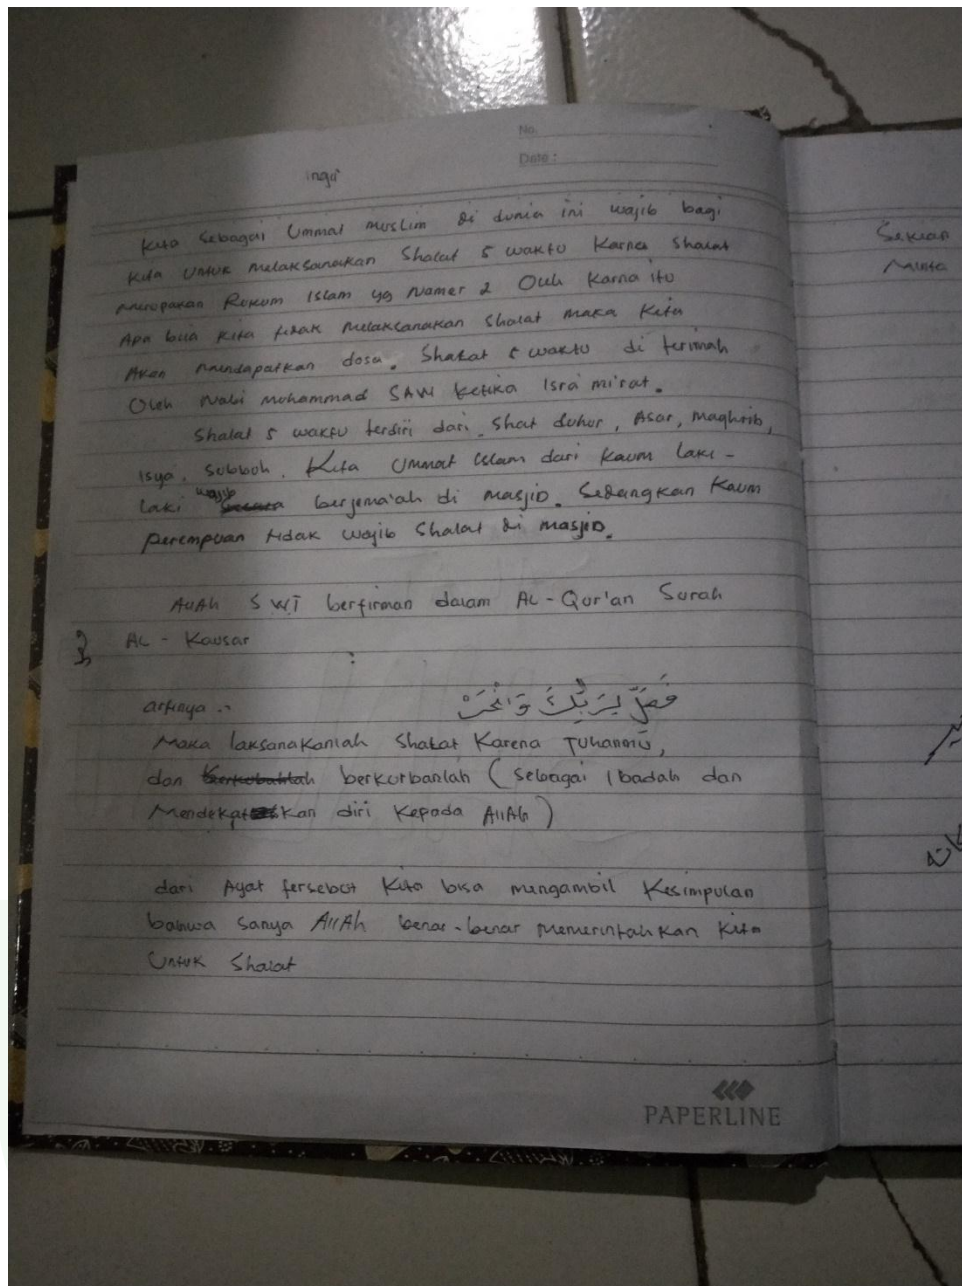 No.
Date :
inga
Kita Sebagai Ummat muslim di dunia ini wajib bagi
Kita Untuk melaksanakan Shalat 5 waktu Karna shalat
merupakan Rokum Islam yg Namer 2 Oleh Karna itu
Apa bila Kita tidak melaksanakan Shalat maka Kita
Akan mendapatkan dosa. Shalat 5 waktu di terimah
Oleh Nabi Mohammad SAW Ketika Isra' mi'rat.
Shalat 5 waktu terdiri dari. Shat duhur, Asar, Maghrib,
Isya, Subboh. Kita Ummat Islam dari Kaum Laki -
Laki wajib berjema'ah di masjid. Sedangkan Kaum
perempuan tidak wajib Shalat di masjid.
Allah SWT berfirman dalam AL - Qur'an Surah
AL - Kausar :
artinya : فَصَلِّ لِرَبِّكَ وَانْحَرْ
Maka laksanakanlah Shalat Karena Tuhanmu,
dan berkorbanlah (Sebagai Ibadah dan
Mendekatkan diri Kepada Allah)
dari Ayat tersebut Kita bisa mengambil Kesimpulan
bahwa sanya Allah benar-benar Memerintahkan Kita
Untuk Shalat
PAPERLINE
Sekian
Minta